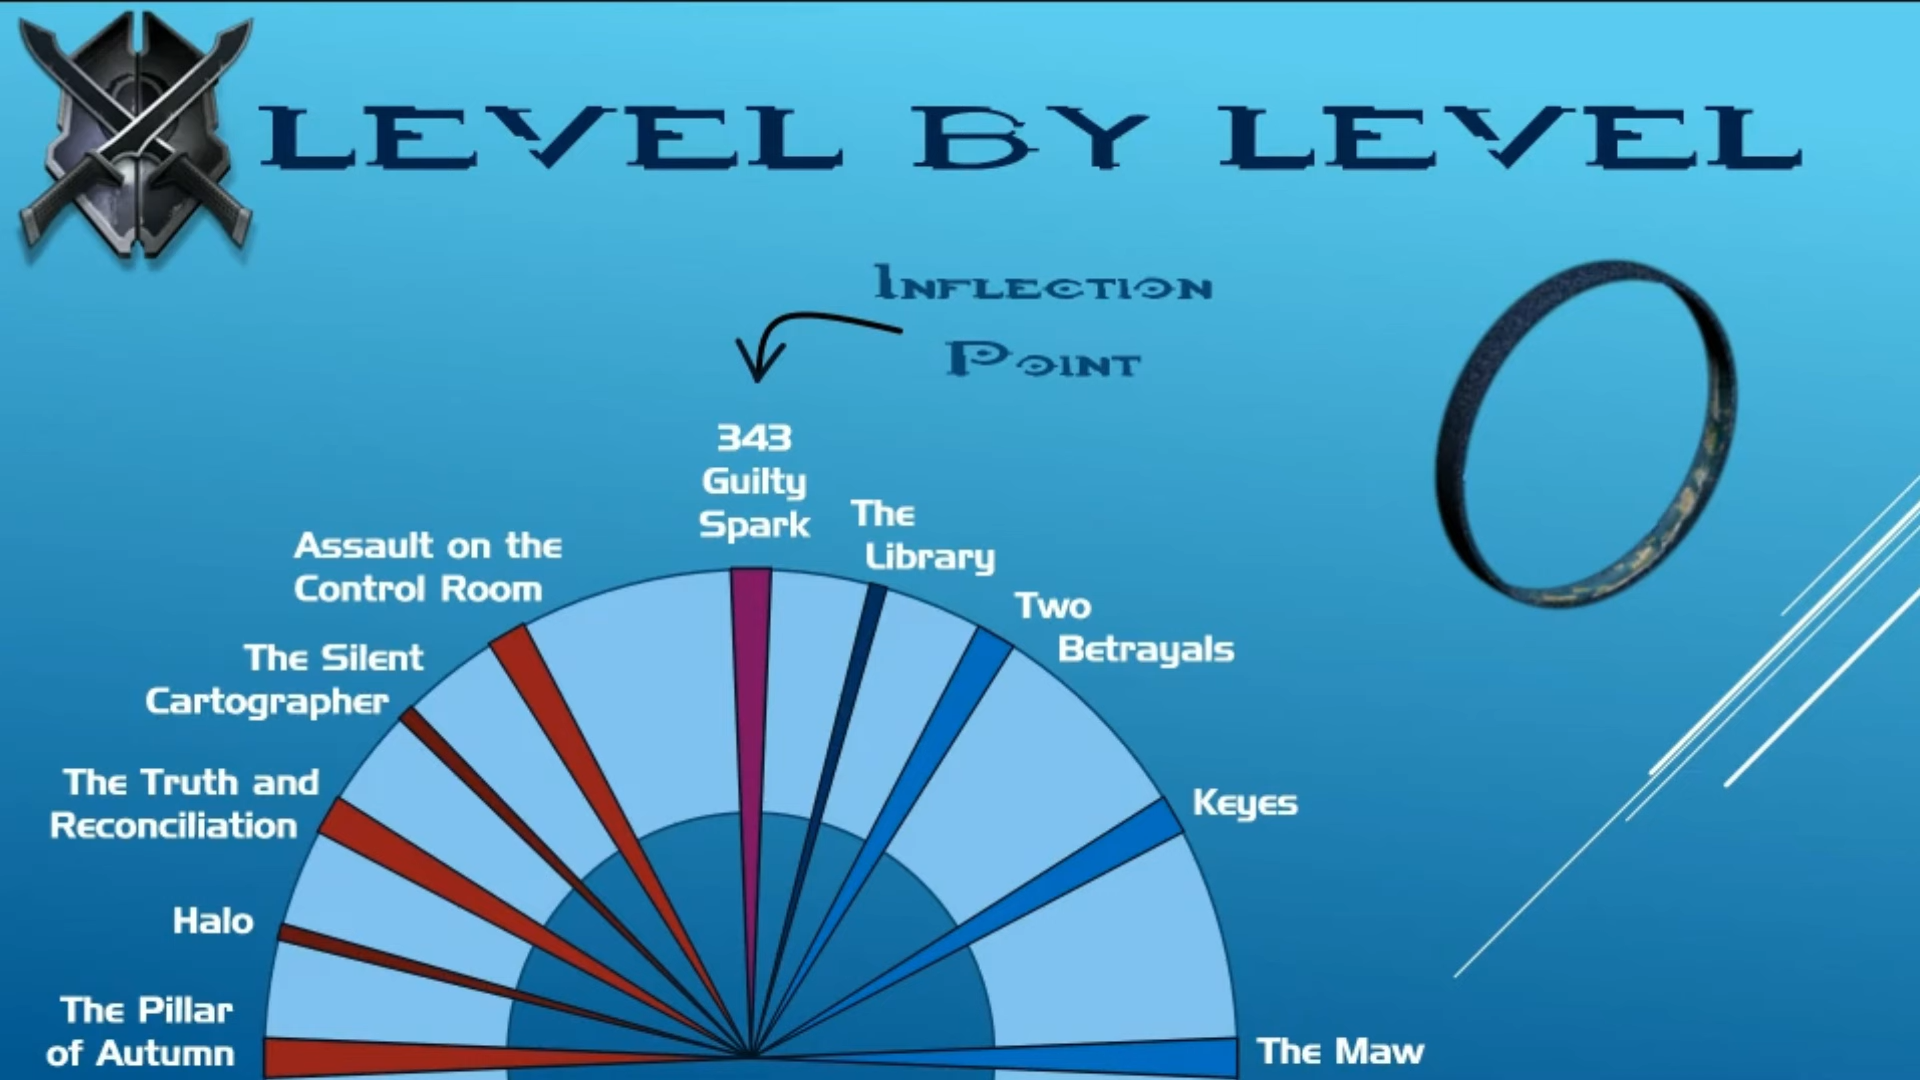 LEVEL BY LEVEL
INFLECTION
POINT
343
Guilty
Spark
The
Library
Assault on the
Control Room
Two
Betrayals
The Silent
Cartographer
The Truth and
Reconciliation
Keyes
Halo
The Pillar
of Autumn
The Maw